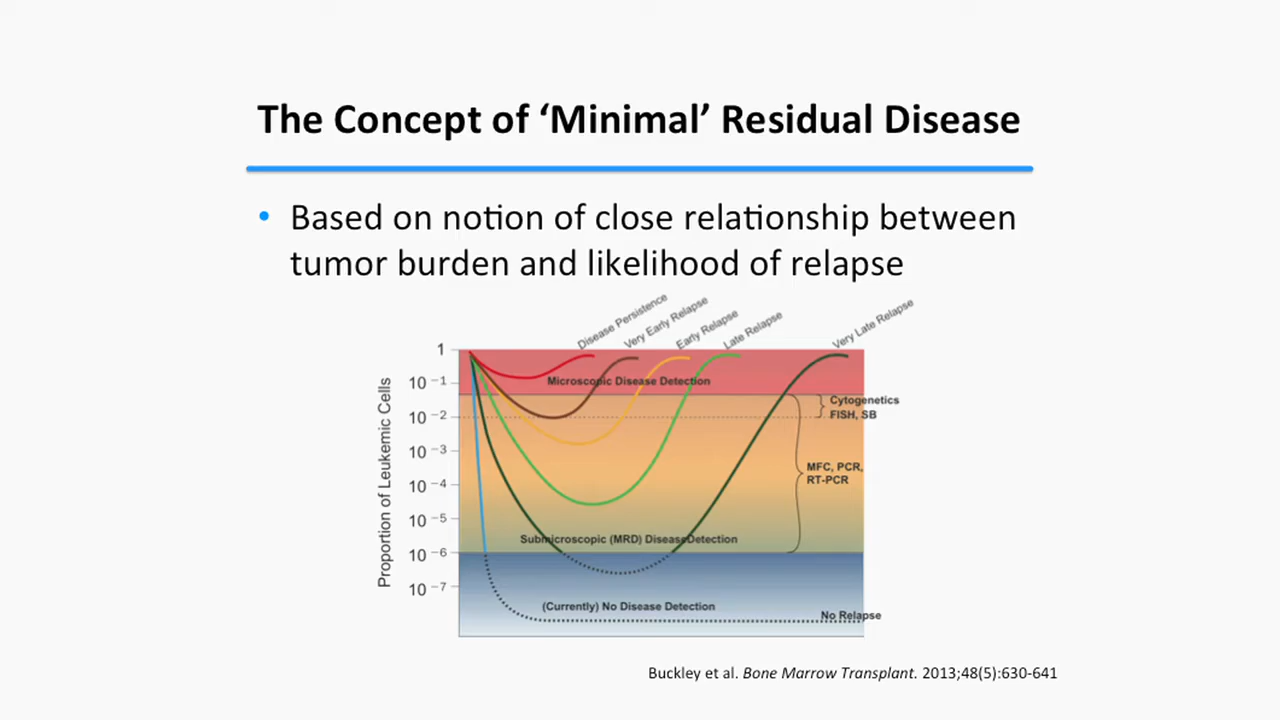 The Concept of ‘Minimal’ Residual Disease
• Based on notion of close relationship between
tumor burden and likelihood of relapse
Disease Persistence
Very Early Relapse
Early Relapse
Late Relapse
Very Late Relapse
Proportion of Leukemic Cells
1
10⁻¹
10⁻²
10⁻³
10⁻⁴
10⁻⁵
10⁻⁶
10⁻⁷
Microscopic Disease Detection
Cytogenetics
FISH, SB
MFC, PCR,
RT-PCR
Submicroscopic (MRD) Disease Detection
(Currently) No Disease Detection
No Relapse
Buckley et al. Bone Marrow Transplant. 2013;48(5):630-641